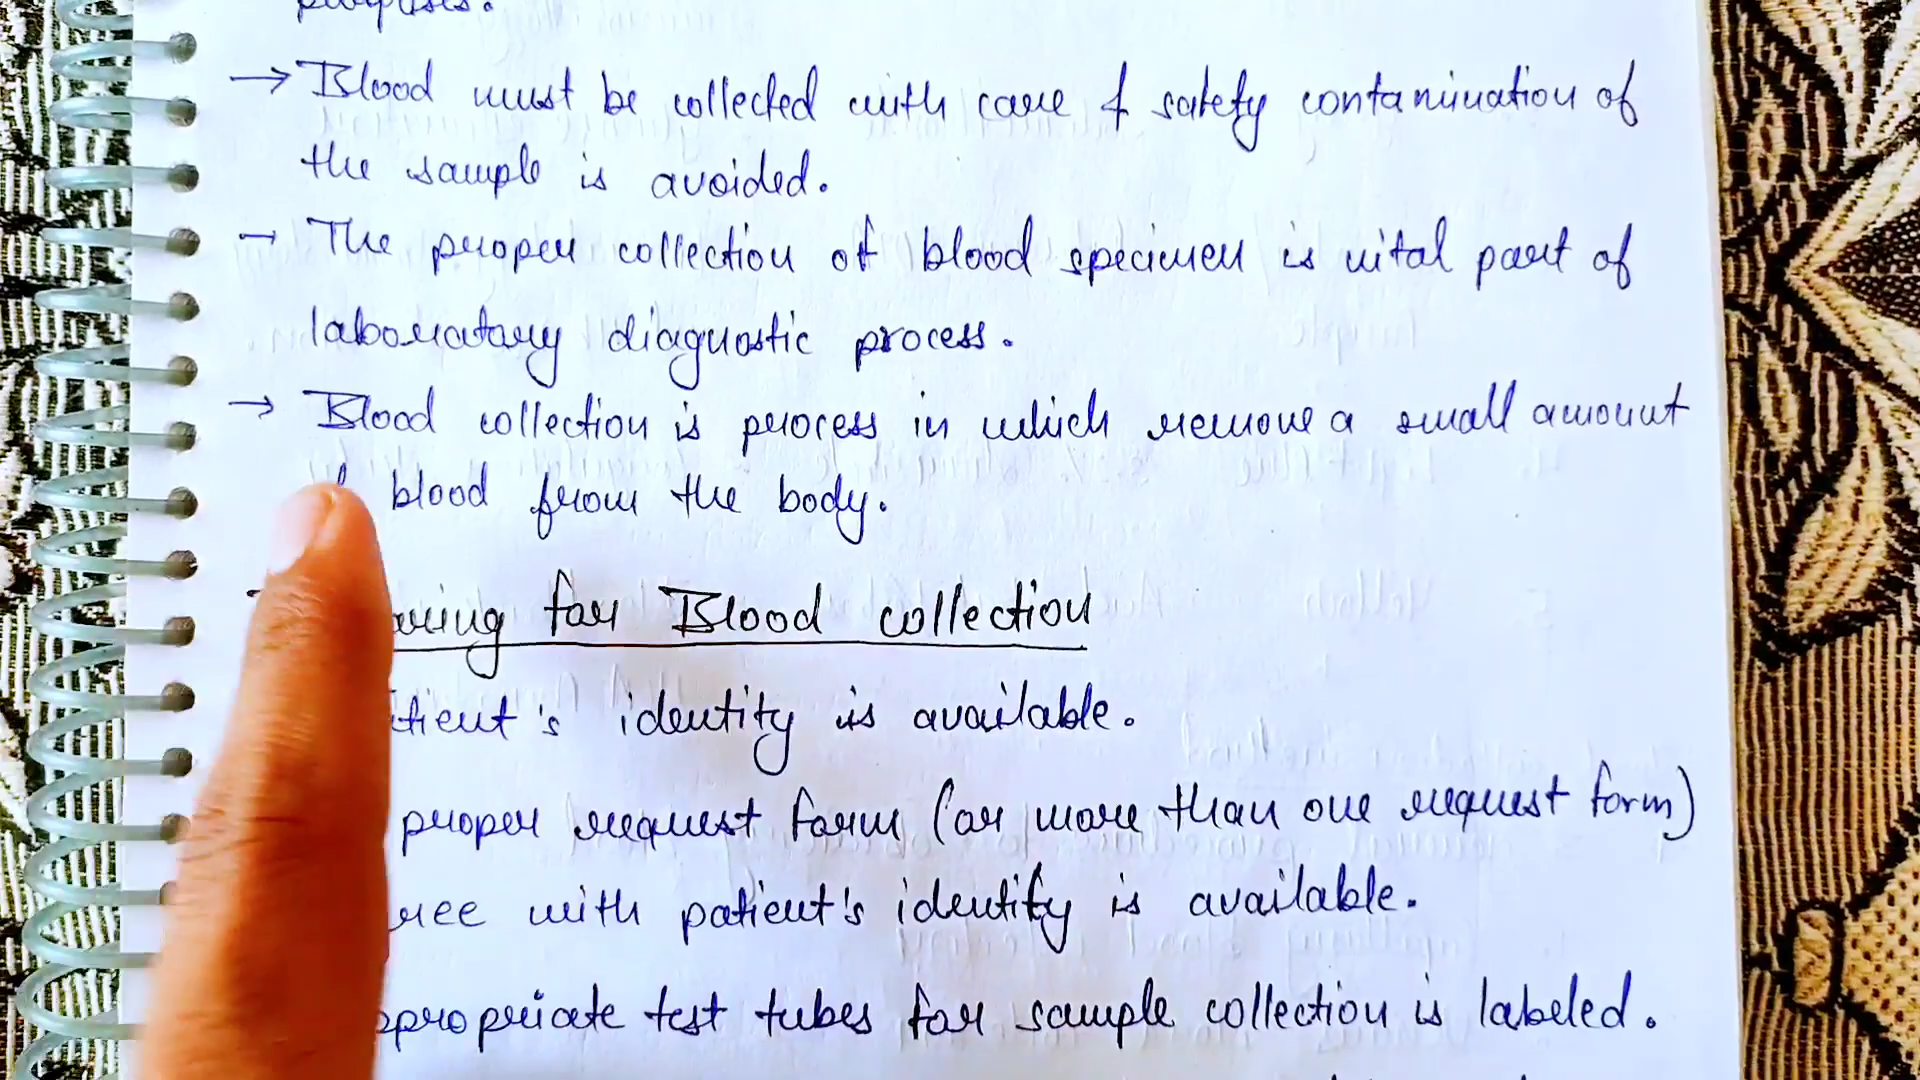 purposes.
→ Blood must be collected with care & safety contamination of
the sample is avoided.
→ The proper collection of blood specimen is vital part of
laboratory diagnostic process.
→ Blood collection is process in which remove a small amount
blood from the body.
for Blood collection
identity is available.
proper request form (or more than one request form)
with patient's identity is available.
test tubes for sample collection is labeled.